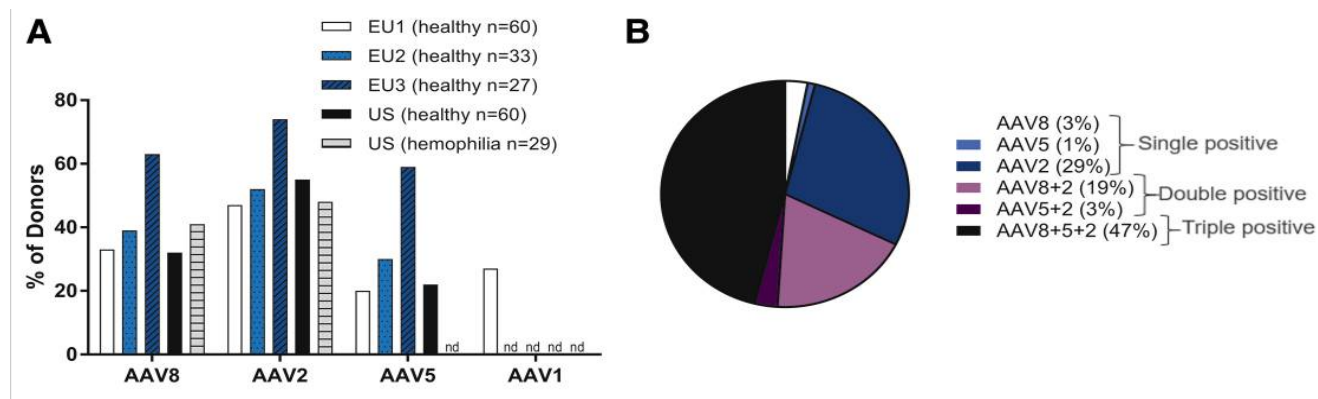 A
EU1 (healthy n=60)
EU2 (healthy n=33)
EU3 (healthy n=27)
US (healthy n=60)
US (hemophilia n=29)
% of Donors
80
60
40
20
0
nd
nd nd nd nd
AAV8 AAV2 AAV5 AAV1
B
AAV8 (3%)
AAV5 (1%)
AAV2 (29%)
Single positive
AAV8+2 (19%)
AAV5+2 (3%)
Double positive
AAV8+5+2 (47%)
Triple positive